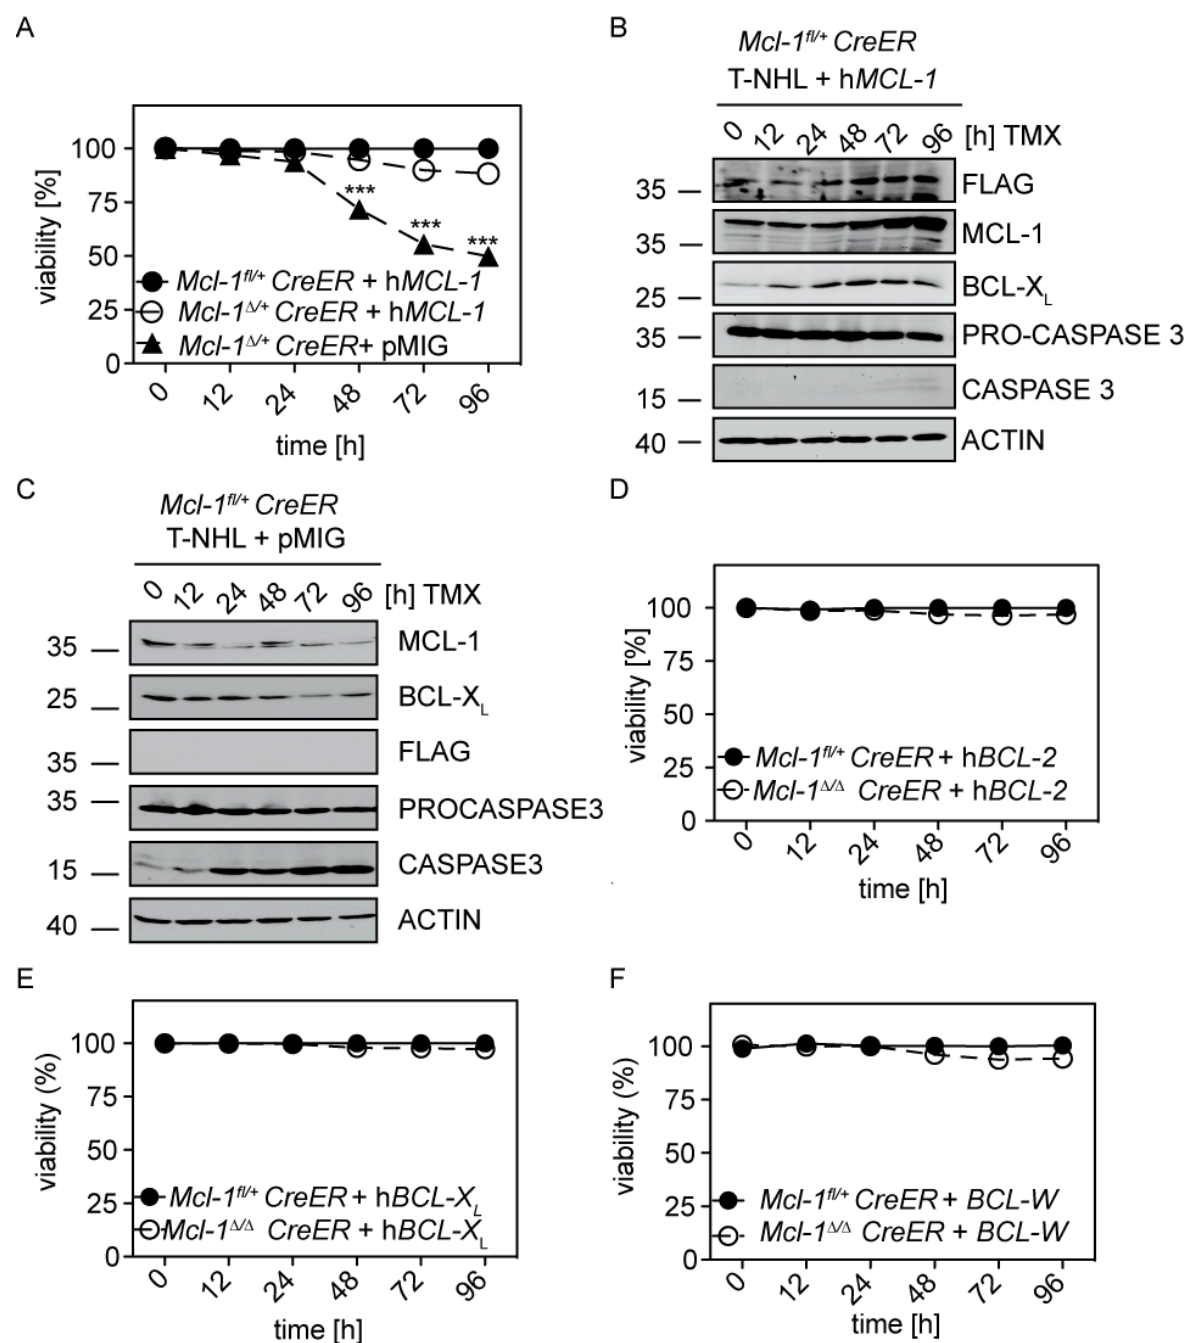 A
viability [%]
100
75
50
25
0
Mcl-1fl/+ CreER + hMCL-1
Mcl-1Δ/+ CreER + hMCL-1
Mcl-1Δ/+ CreER+ pMIG
***
***
***
0 12 24 48 72 96
time [h]
B
Mcl-1fl/+ CreER
T-NHL + hMCL-1
0 12 24 48 72 96 [h] TMX
35 FLAG
35 MCL-1
25 BCL-XL
35 PRO-CASPASE 3
15 CASPASE 3
40 ACTIN
C
Mcl-1fl/+ CreER
T-NHL + pMIG
0 12 24 48 72 96 [h] TMX
35 MCL-1
25 BCL-XL
35 FLAG
35 PROCASPASE3
15 CASPASE3
40 ACTIN
D
viability [%]
100
75
50
25
0
Mcl-1fl/+ CreER + hBCL-2
Mcl-1Δ/Δ CreER + hBCL-2
0 12 24 48 72 96
time [h]
E
viability (%)
100
75
50
25
0
Mcl-1fl/+ CreER + hBCL-XL
Mcl-1Δ/Δ CreER + hBCL-XL
0 12 24 48 72 96
time [h]
F
viability (%)
100
75
50
25
0
Mcl-1fl/+ CreER + BCL-W
Mcl-1Δ/Δ CreER + BCL-W
0 12 24 48 72 96
time [h]